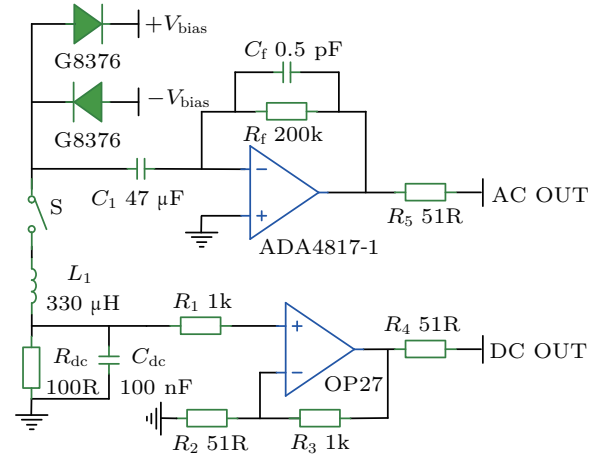 +V_bias
G8376
−V_bias
G8376
C_f 0.5 pF
R_f 200k
−
+
C_1 47 μF
ADA4817-1
R_5 51R
AC OUT
S
L_1
330 μH
R_1 1k
R_dc
100R
C_dc
100 nF
+
−
OP27
R_4 51R
DC OUT
R_2 51R
R_3 1k